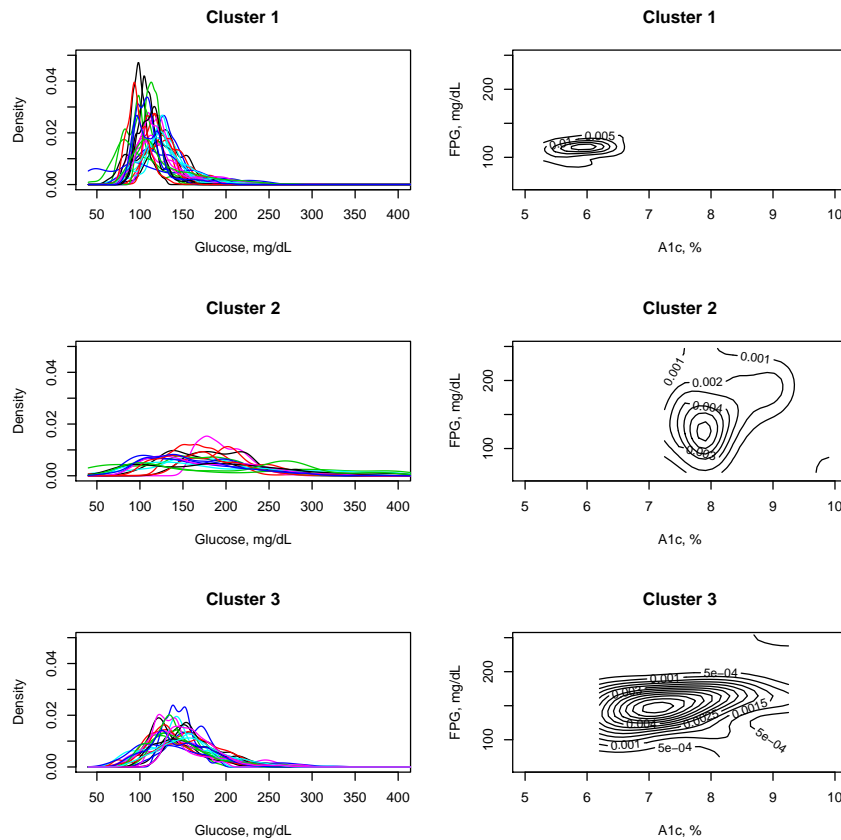 Cluster 1
Density
0.00 0.02 0.04
50 100 150 200 250 300 350 400
Glucose, mg/dL
Cluster 1
FPG, mg/dL
100 200
0.01 0.005
5 6 7 8 9 10
A1c, %
Cluster 2
Density
0.00 0.02 0.04
50 100 150 200 250 300 350 400
Glucose, mg/dL
Cluster 2
FPG, mg/dL
100 200
0.001 0.001
0.002
0.004
0.003
5 6 7 8 9 10
A1c, %
Cluster 3
Density
0.00 0.02 0.04
50 100 150 200 250 300 350 400
Glucose, mg/dL
Cluster 3
FPG, mg/dL
100 200
0.001 5e−04
0.004 0.0025 0.0015
0.001 5e−04 5e−04
5 6 7 8 9 10
A1c, %